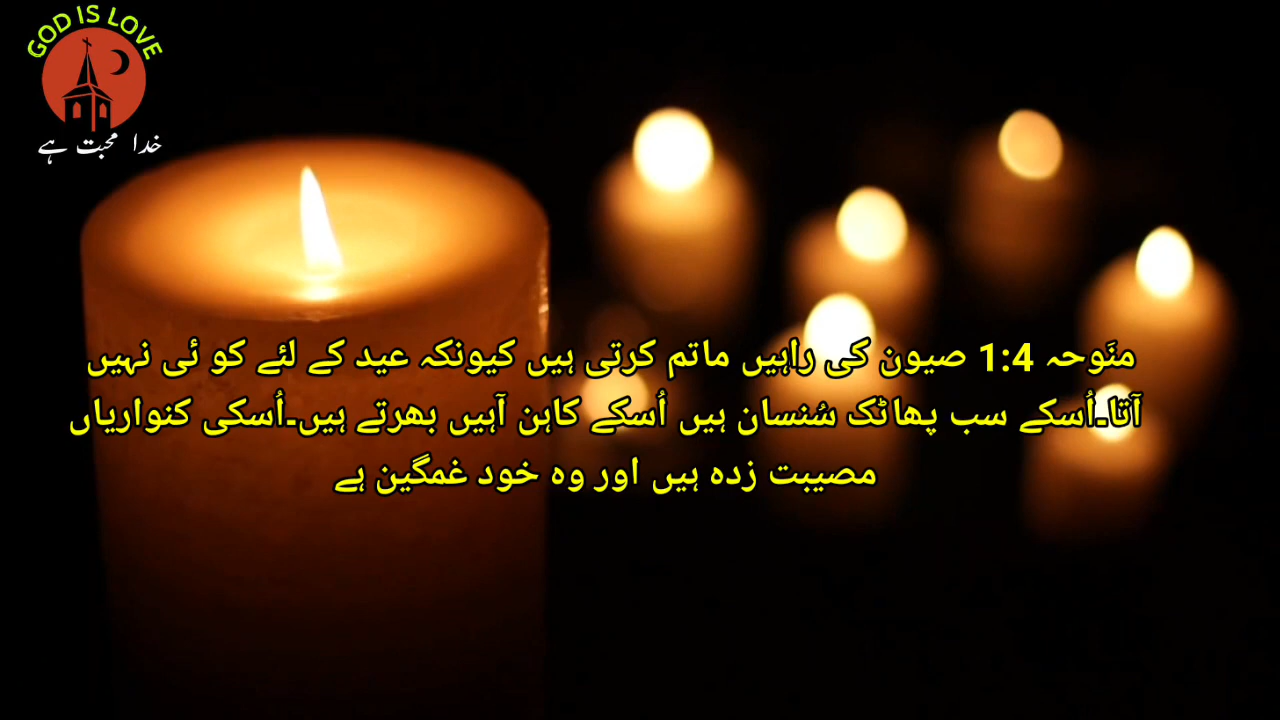 GOD IS LOVE
خدا محبت ہے
منَوحہ 1:4 صیون کی راہیں ماتم کرتی ہیں کیونکہ عید کے لئے کو ئی نہیں
آتا۔اُسکے سب پھاٹک سُنسان ہیں اُسکے کاہن آہیں بھرتے ہیں۔اُسکی کنواریاں
مصیبت زدہ ہیں اور وہ خود غمگین ہے